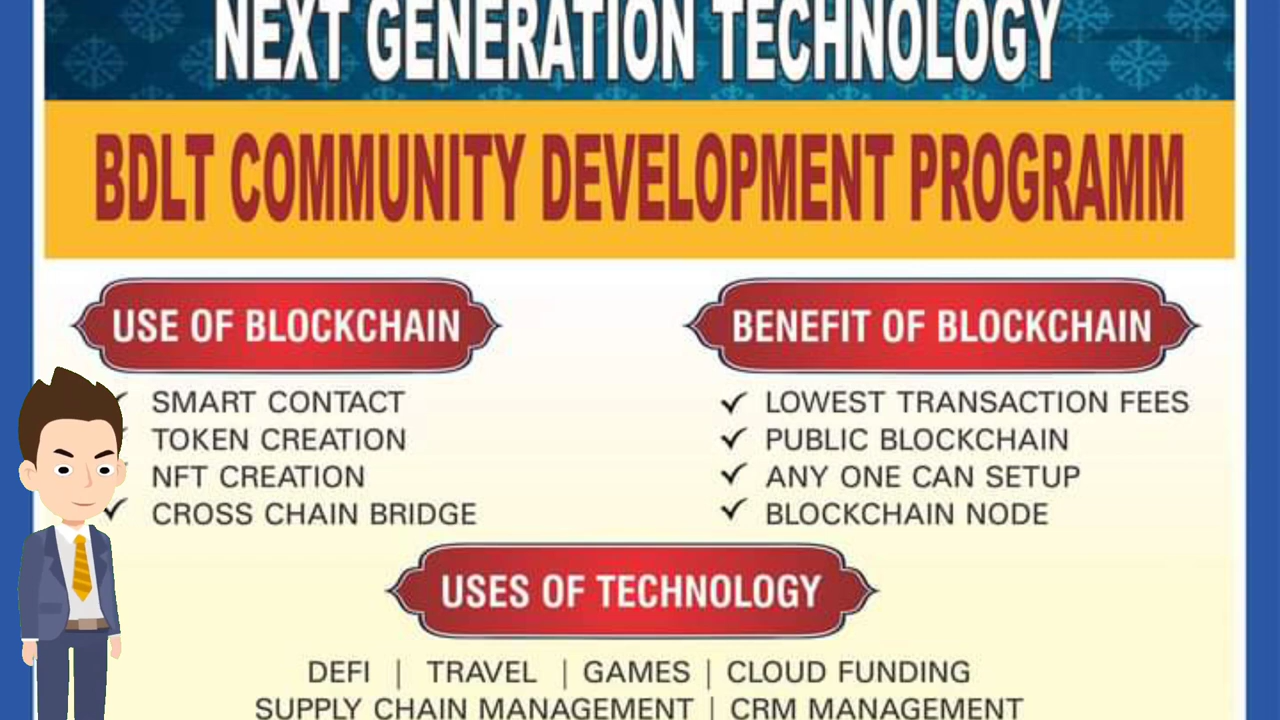 NEXT GENERATION TECHNOLOGY
BDLT COMMUNITY DEVELOPMENT PROGRAMM
USE OF BLOCKCHAIN
SMART CONTACT
TOKEN CREATION
NFT CREATION
CROSS CHAIN BRIDGE
BENEFIT OF BLOCKCHAIN
LOWEST TRANSACTION FEES
PUBLIC BLOCKCHAIN
ANY ONE CAN SETUP
BLOCKCHAIN NODE
USES OF TECHNOLOGY
DEFI | TRAVEL | GAMES | CLOUD FUNDING
SUPPLY CHAIN MANAGEMENT | CRM MANAGEMENT